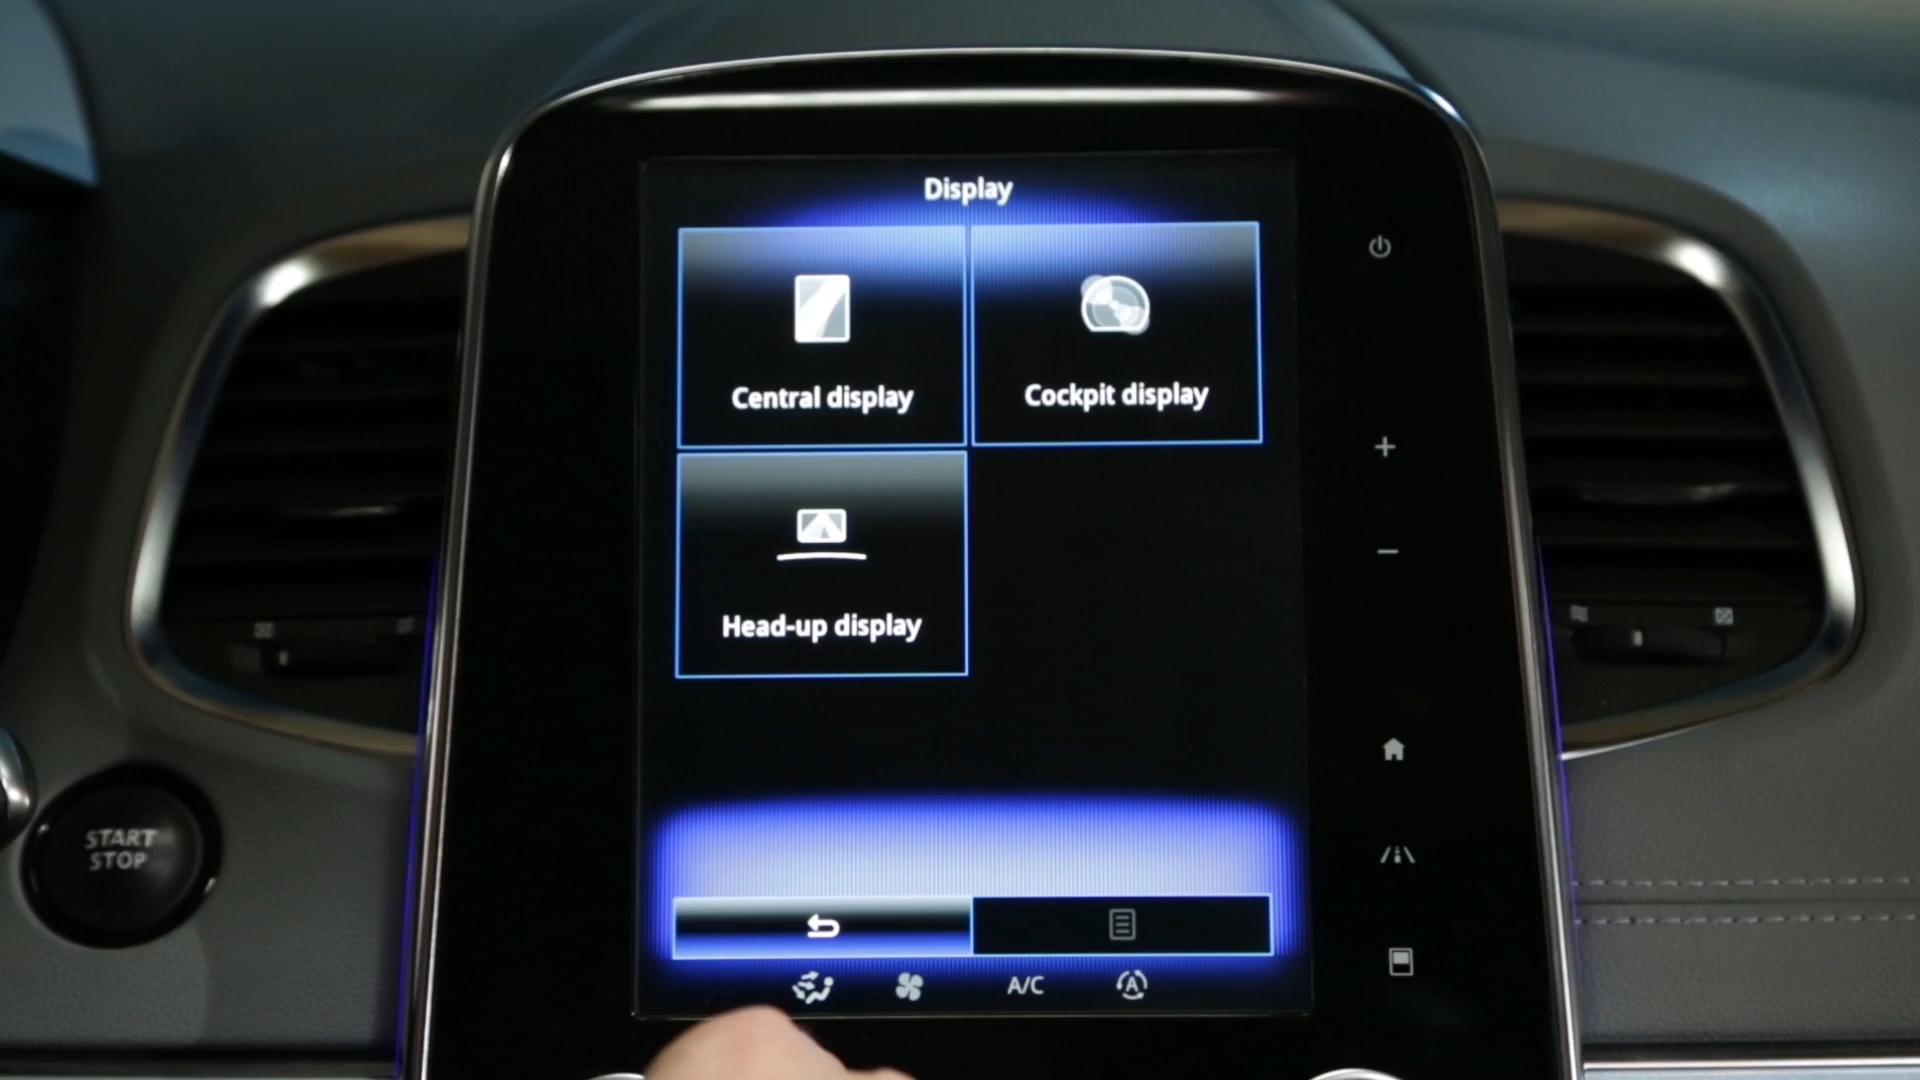 Display
Central display
Cockpit display
Head-up display
A/C
A
START
STOP